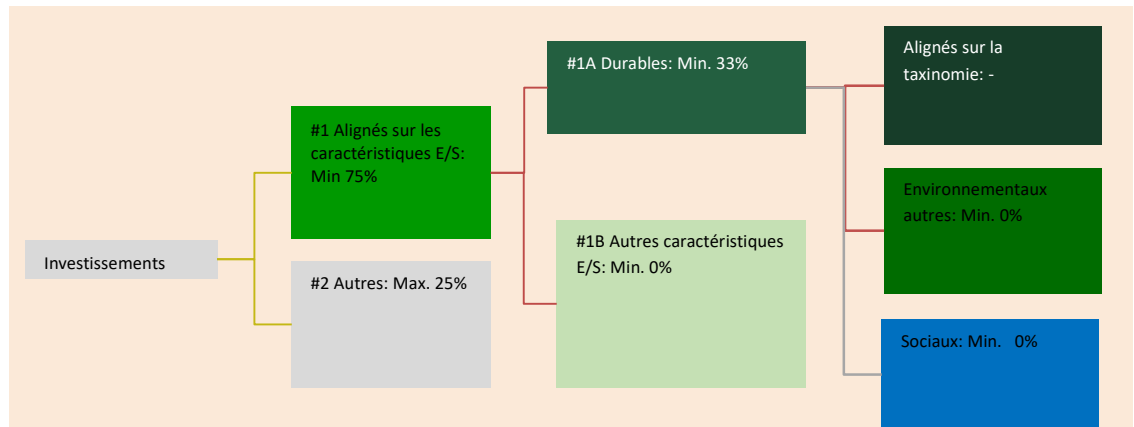 Investissements
#1 Alignés sur les
caractéristiques E/S:
Min 75%
#2 Autres: Max. 25%
#1A Durables: Min. 33%
#1B Autres caractéristiques
E/S: Min. 0%
Alignés sur la
taxinomie: -
Environnementaux
autres: Min. 0%
Sociaux: Min. 0%